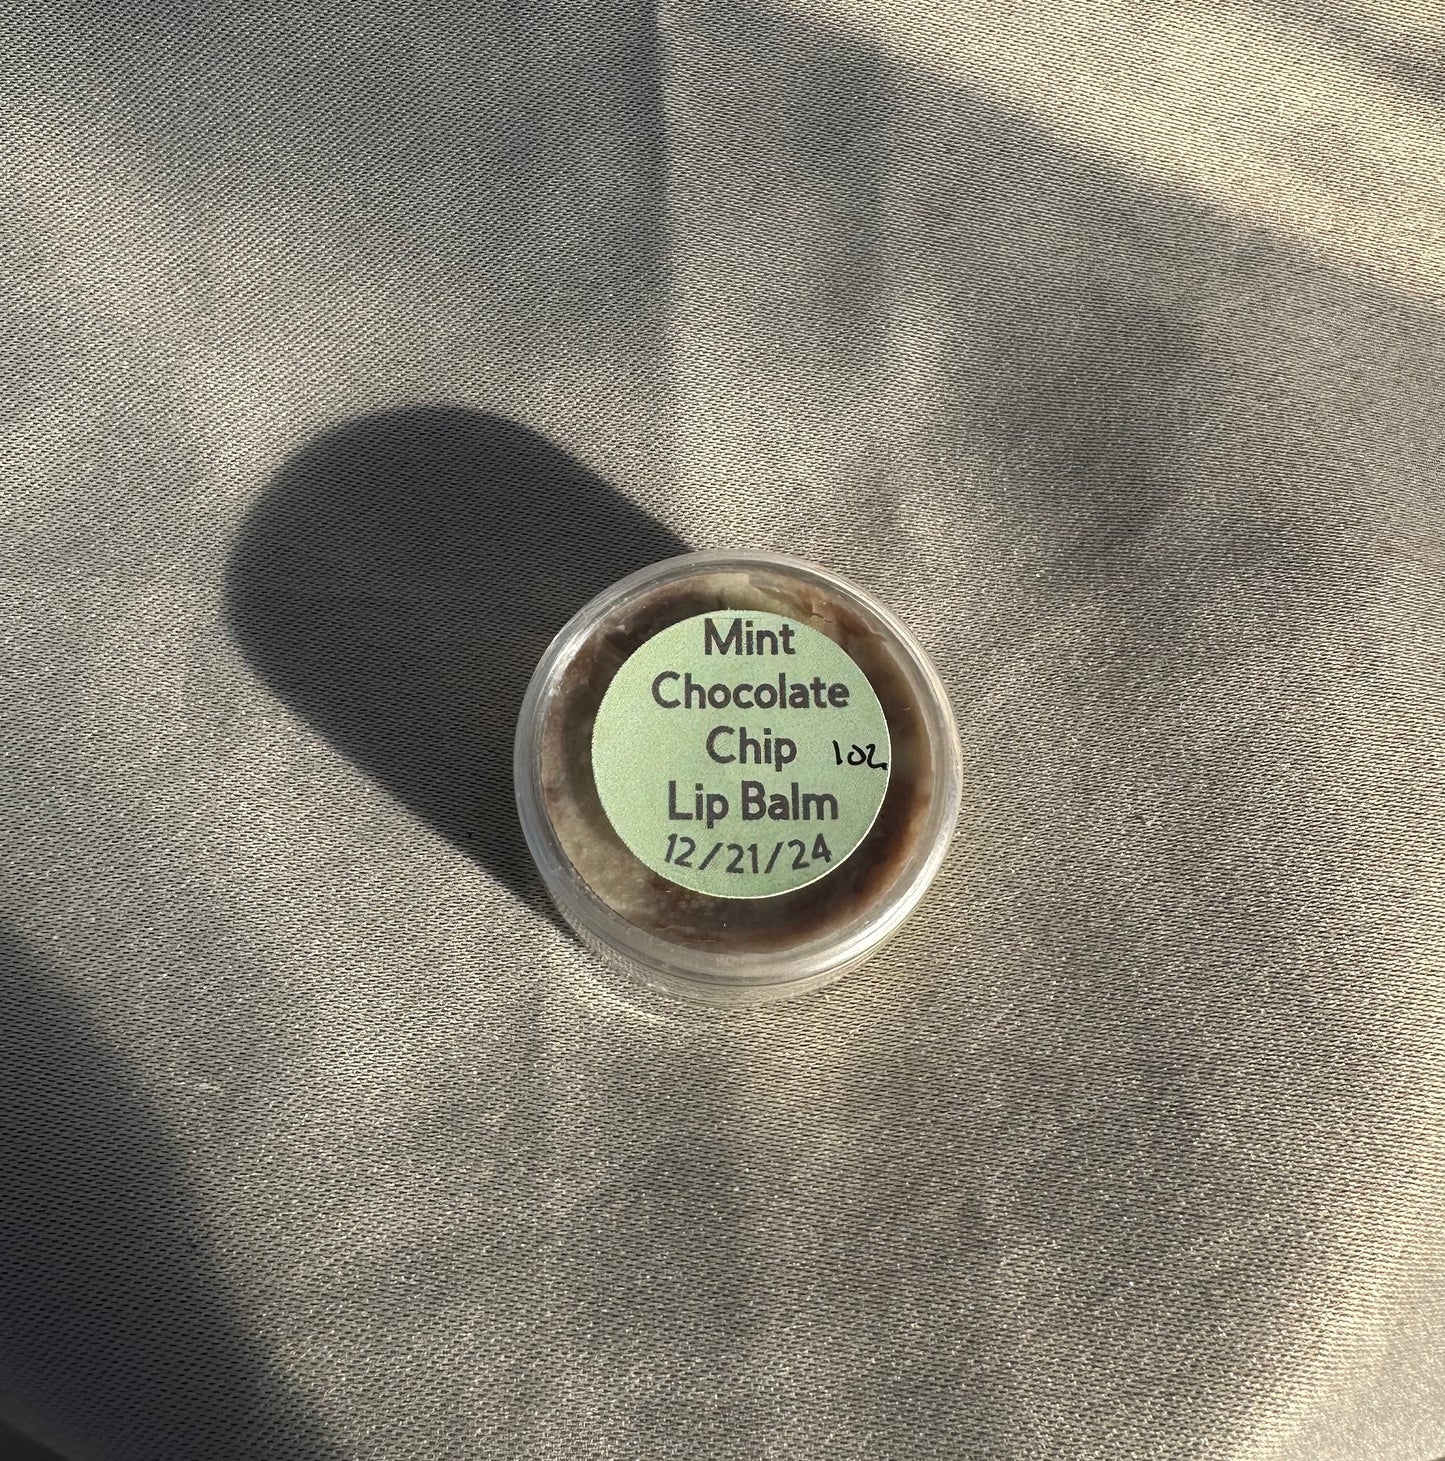 Mint
Chocolate
Chip
1oz
Lip Balm
12/21/24